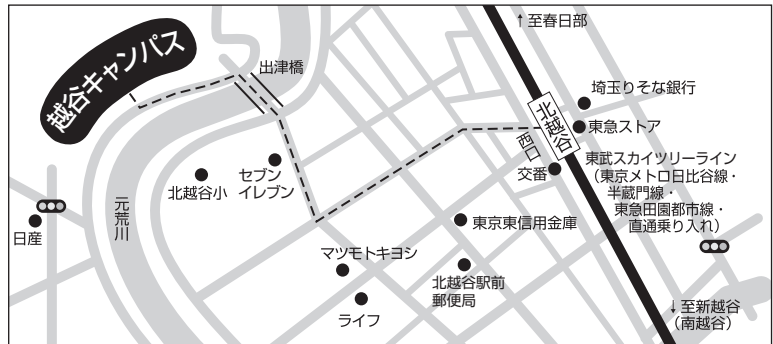 ↑至春日部
越谷キャンパス
出津橋
埼玉りそな銀行
北越谷
東急ストア
西口
東武スカイツリーライン
（東京メトロ日比谷線・
半蔵門線・
東急田園都市線・
直通乗り入れ）
交番
セブン
イレブン
北越谷小
元荒川
日産
東京東信用金庫
マツモトキヨシ
北越谷駅前
郵便局
ライフ
↓至新越谷
（南越谷）